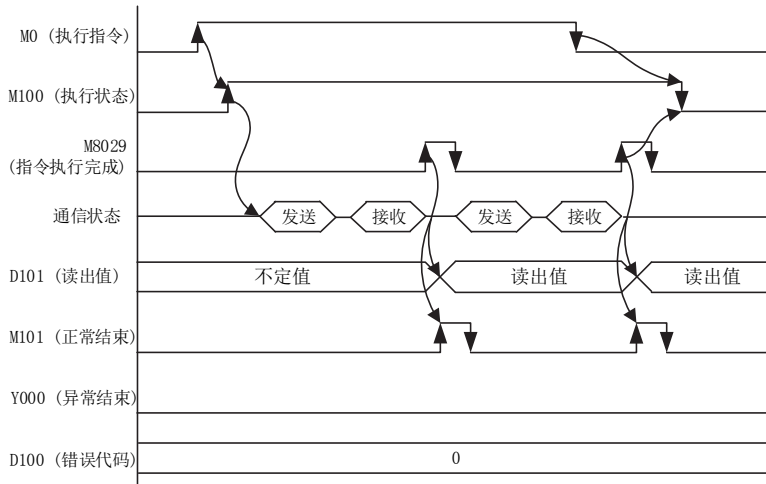 M0 (执行指令)
M100 (执行状态)
M8029
(指令执行完成)
通信状态
发送
接收
发送
接收
D101 (读出值)
不定值
读出值
读出值
M101 (正常结束)
Y000 (异常结束)
D100 (错误代码)
0